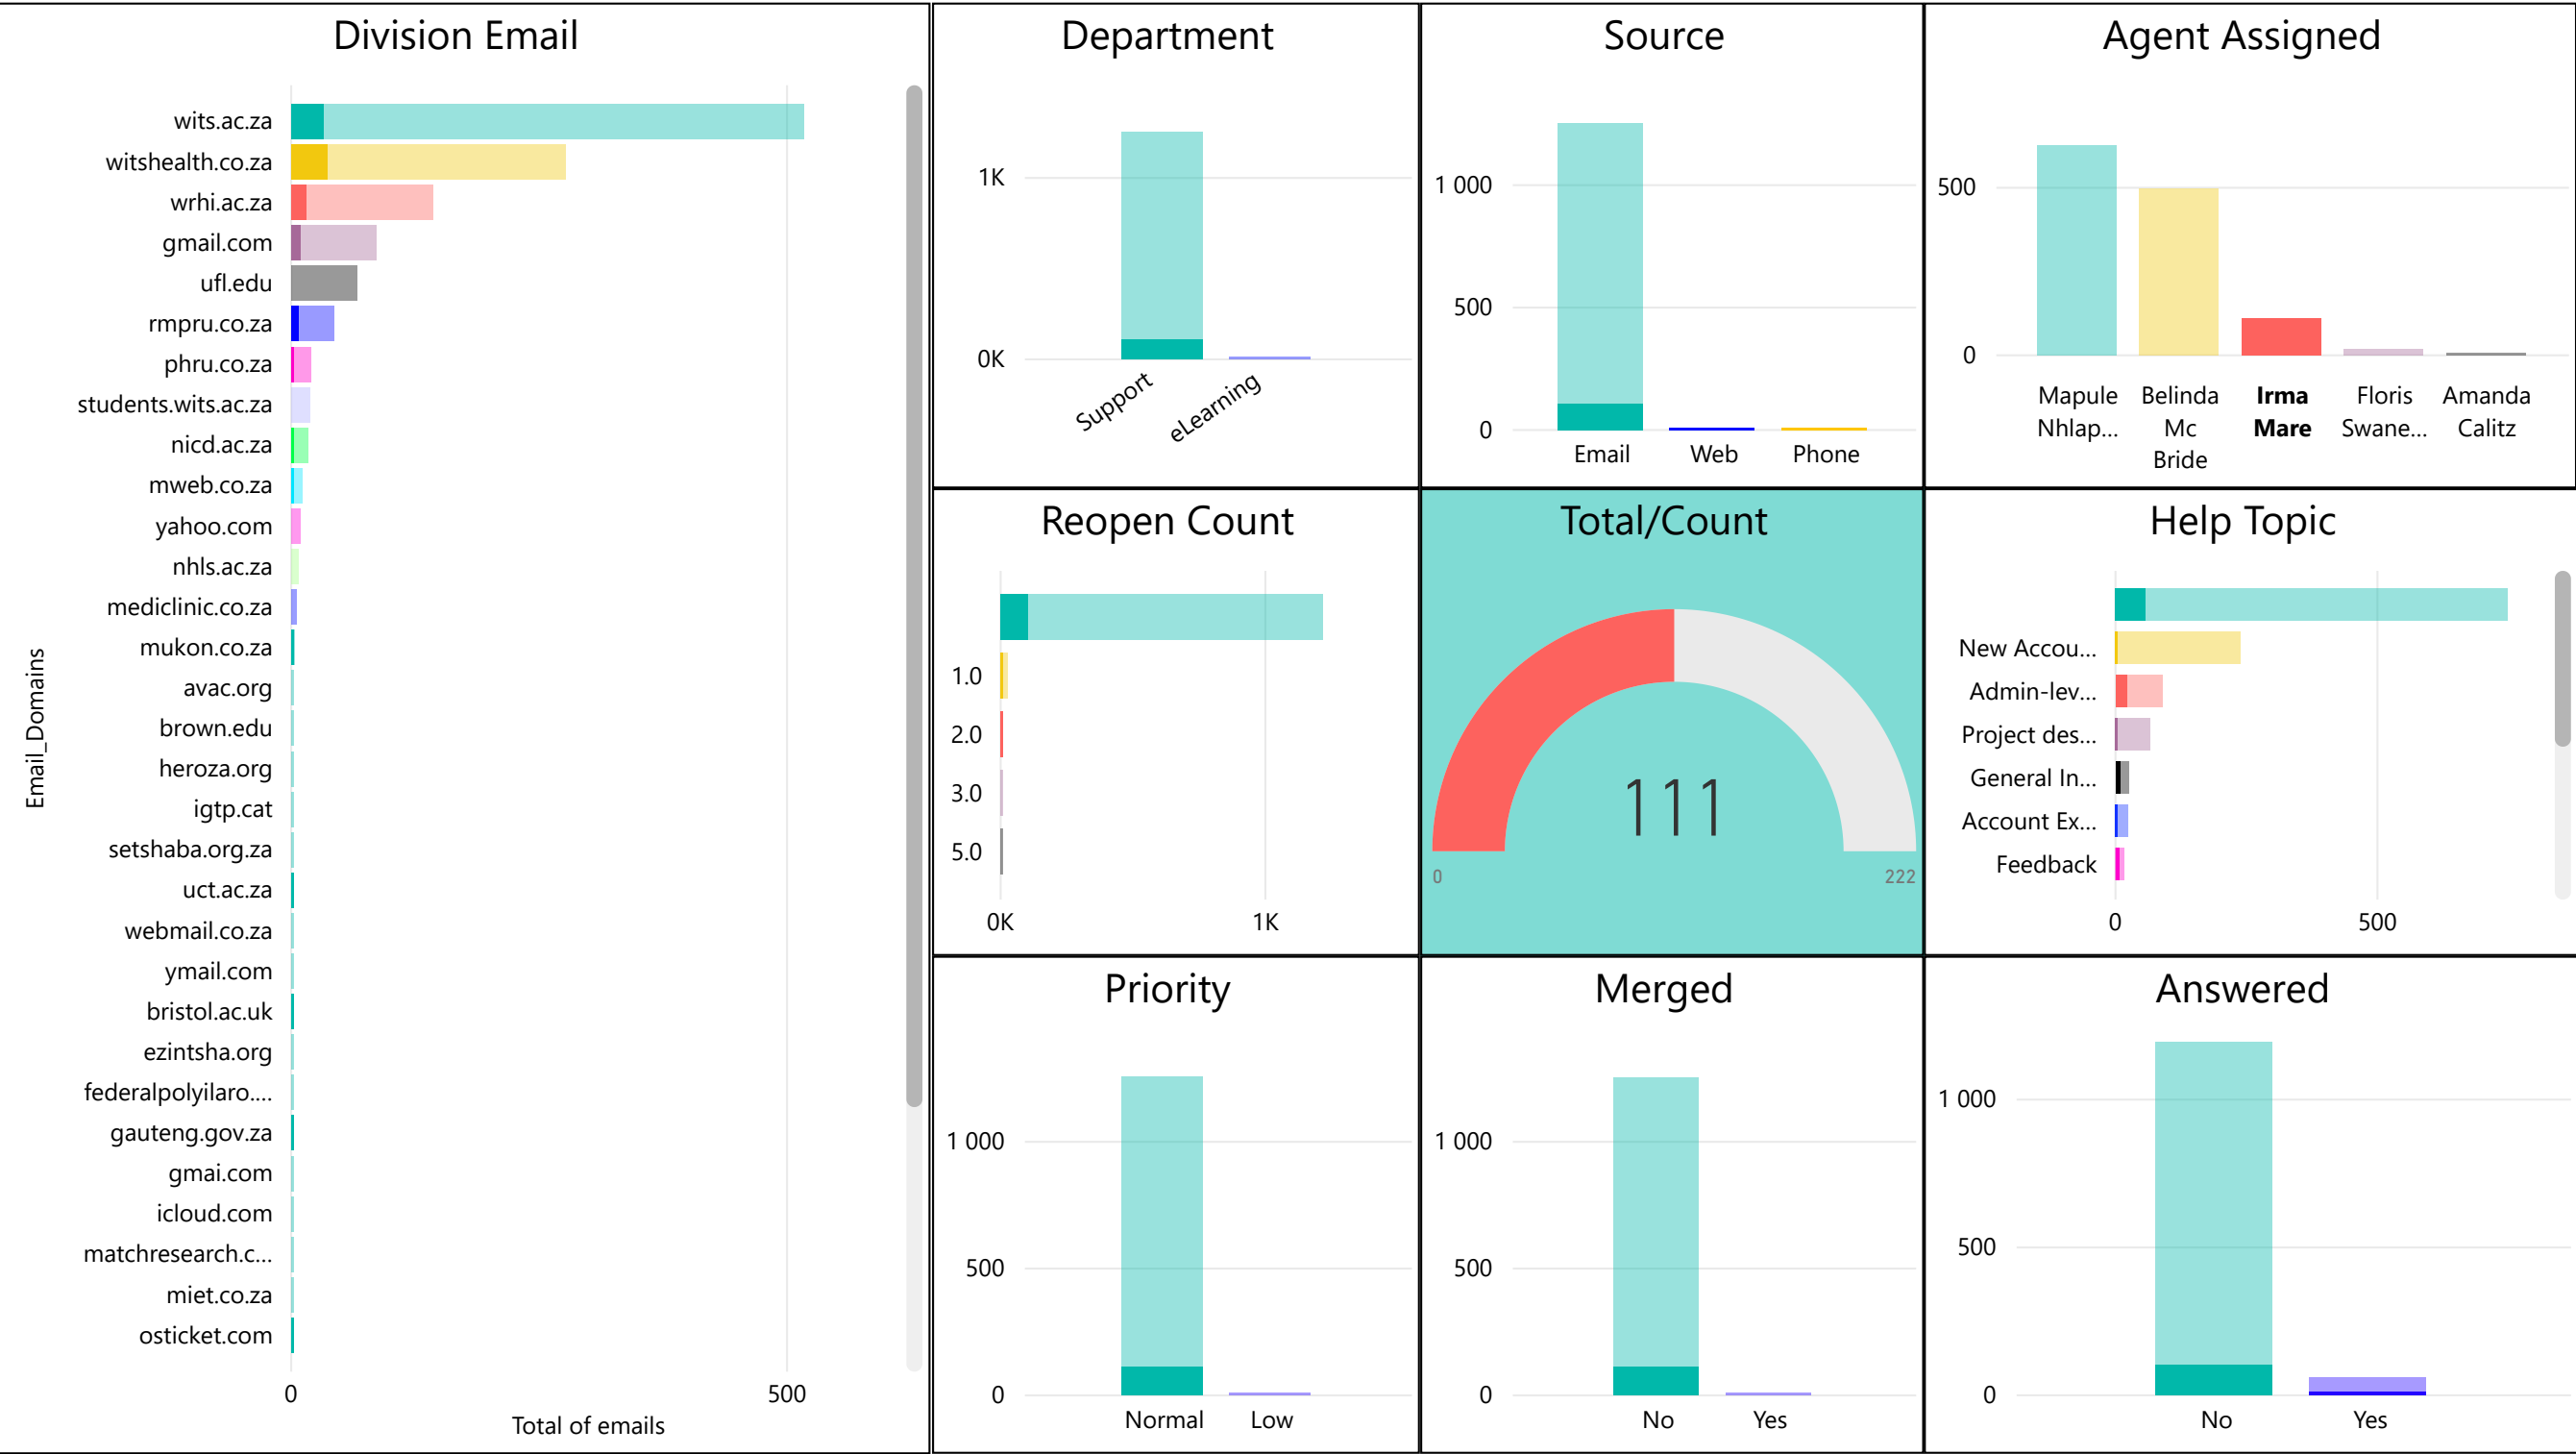 Division Email
wits.ac.za
witshealth.co.za
wrhi.ac.za
gmail.com
ufl.edu
rmpru.co.za
phru.co.za
students.wits.ac.za
nicd.ac.za
mweb.co.za
yahoo.com
nhls.ac.za
mediclinic.co.za
mukon.co.za
avac.org
brown.edu
heroza.org
igtp.cat
setshaba.org.za
uct.ac.za
webmail.co.za
ymail.com
bristol.ac.uk
ezintsha.org
federalpolyilaro....
gauteng.gov.za
gmai.com
icloud.com
matchresearch.c...
miet.co.za
osticket.com
Email_Domains
0 500
Total of emails
Department
1K
0K
Support eLearning
Source
1 000
500
0
Email Web Phone
Agent Assigned
500
0
Mapule
Nhlap...
Belinda
Mc
Bride
Irma
Mare
Floris
Swane...
Amanda
Calitz
Reopen Count
1.0
2.0
3.0
5.0
0K 1K
Total/Count
111
0 222
Help Topic
New Accou...
Admin-lev...
Project des...
General In...
Account Ex...
Feedback
0 500
Priority
1 000
500
0
Normal Low
Merged
1 000
500
0
No Yes
Answered
1 000
500
0
No Yes